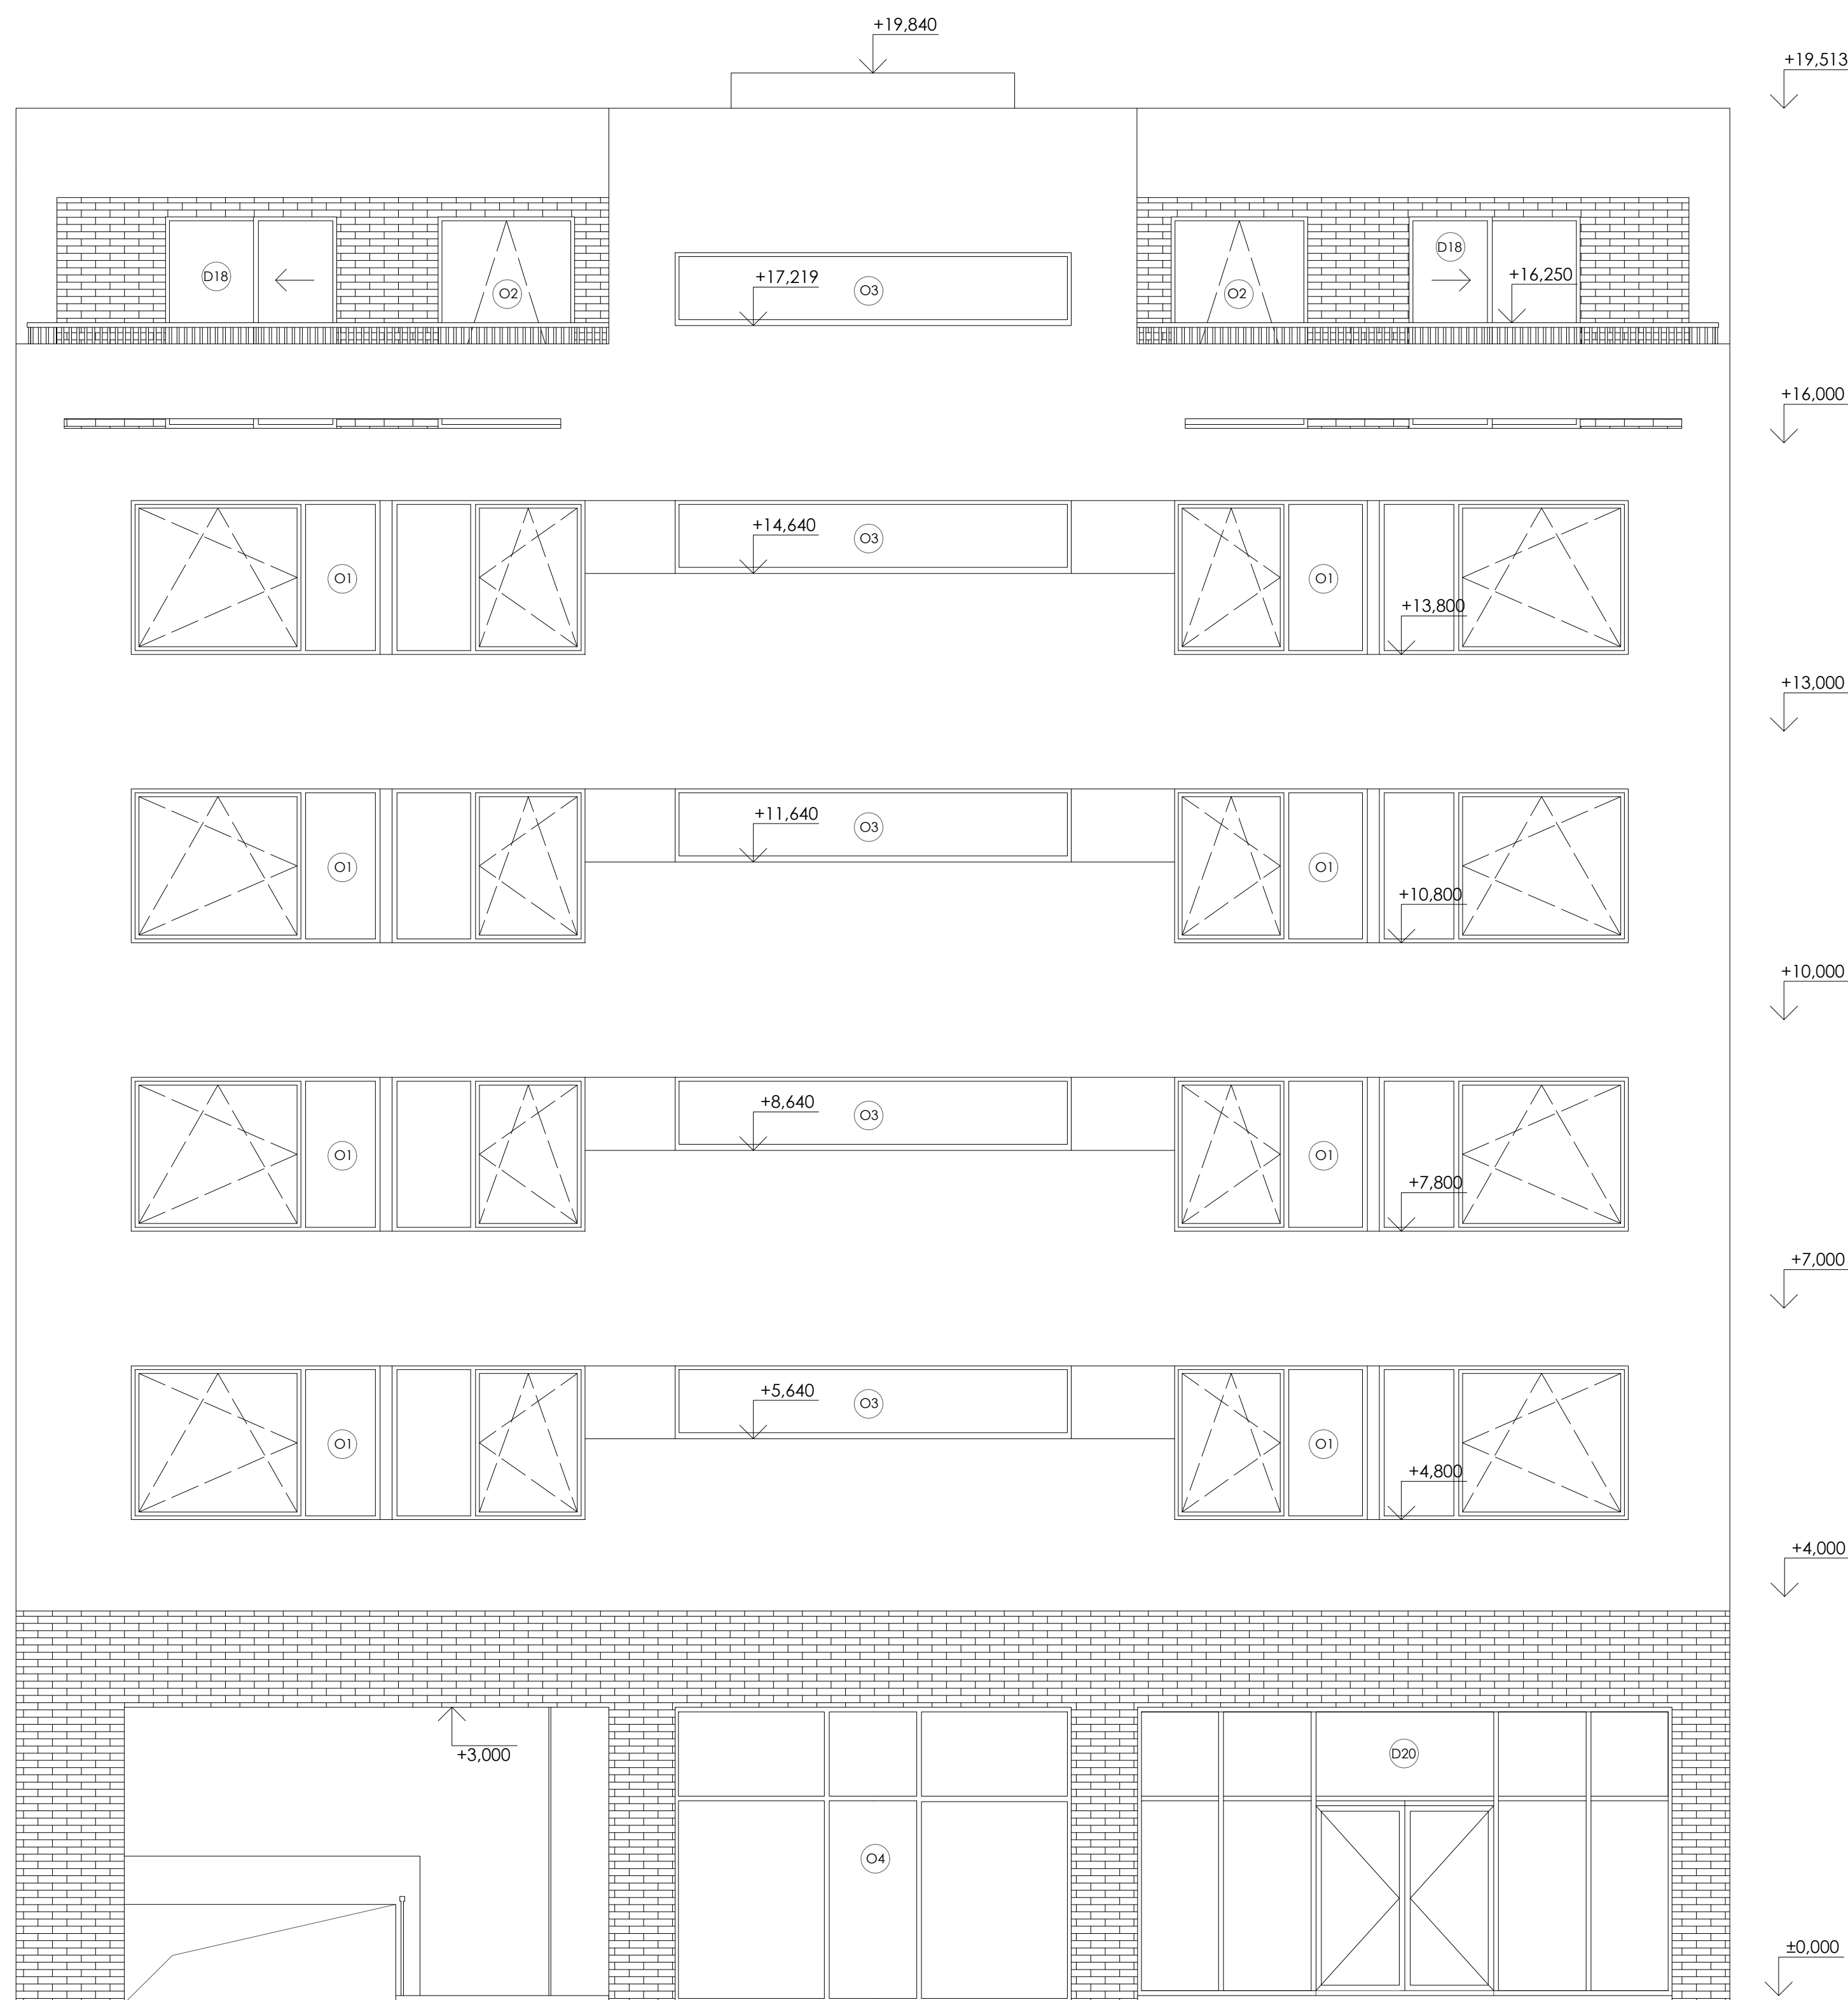 +19,840
+19,513
D18
O2
+17,219
O3
O2
D18
+16,250
+16,000
+14,640
O3
O1
O1
+13,800
+13,000
+11,640
O3
O1
O1
+10,800
+10,000
+8,640
O3
O1
O1
+7,800
+7,000
+5,640
O3
O1
O1
+4,800
+4,000
+3,000
D20
O4
±0,000